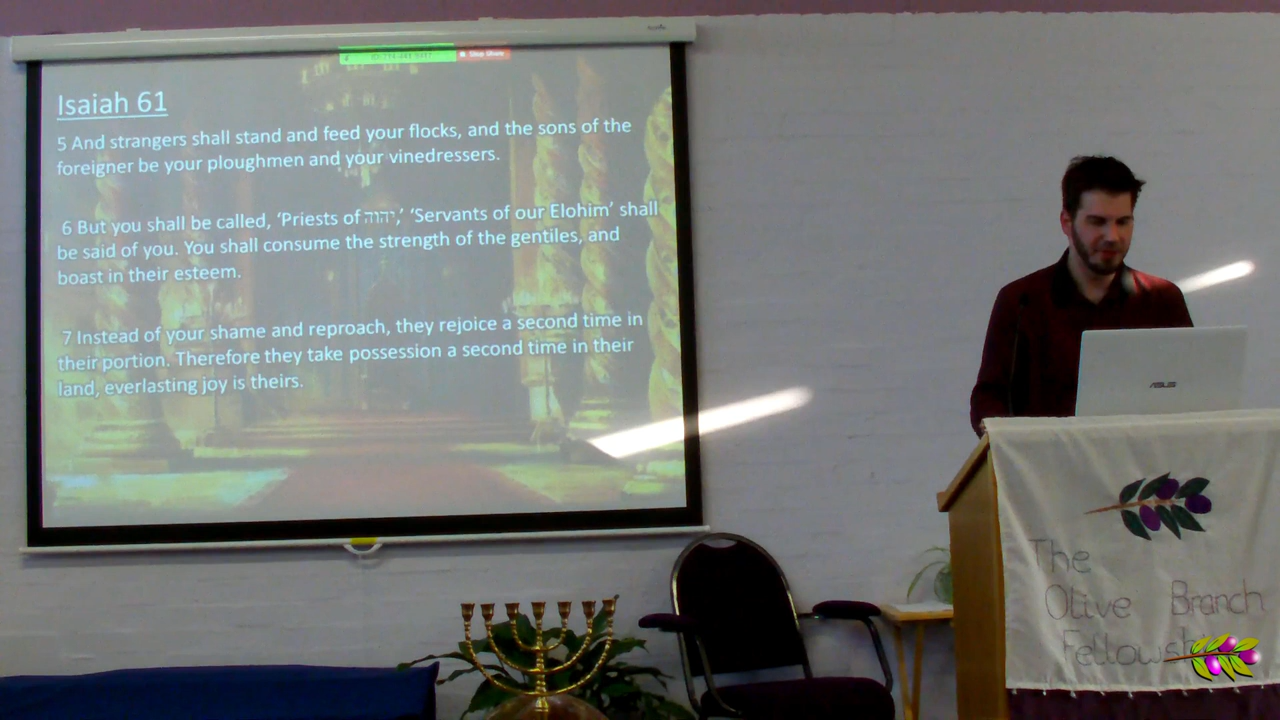 Stop Share
Isaiah 61
5 And strangers shall stand and feed your flocks, and the sons of the
foreigner be your ploughmen and your vinedressers.
6 But you shall be called, ‘Priests of יהוה,’ ‘Servants of our Elohim’ shall
be said of you. You shall consume the strength of the gentiles, and
boast in their esteem.
7 Instead of your shame and reproach, they rejoice a second time in
their portion. Therefore they take possession a second time in their
land, everlasting joy is theirs.
ASUS
The
Olive Branch